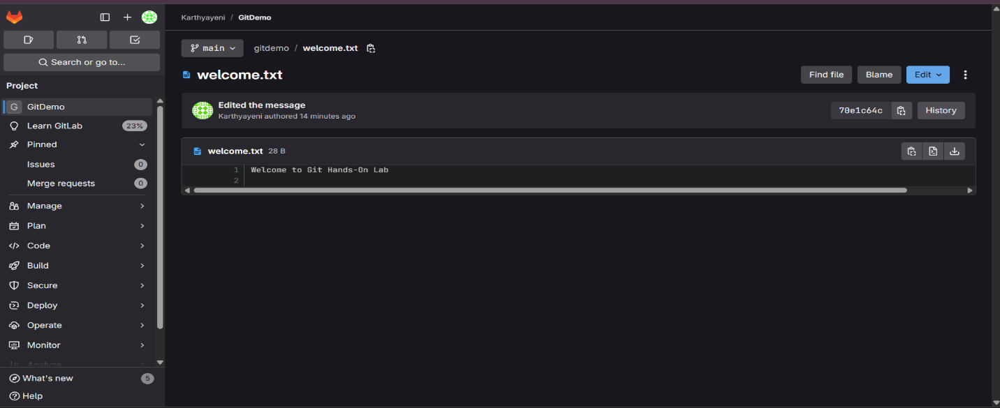 Karthyayeni / GitDemo
Search or go to...
Project
G GitDemo
Learn GitLab 23%
Pinned
Issues 0
Merge requests 0
Manage
Plan
Code
Build
Secure
Deploy
Operate
Monitor
Analyze
What's new 5
Help
main gitdemo / welcome.txt
welcome.txt
Find file Blame Edit
Edited the message
Karthyayeni authored 14 minutes ago
70e1c64c History
welcome.txt 28 B
1 Welcome to Git Hands-On Lab
2